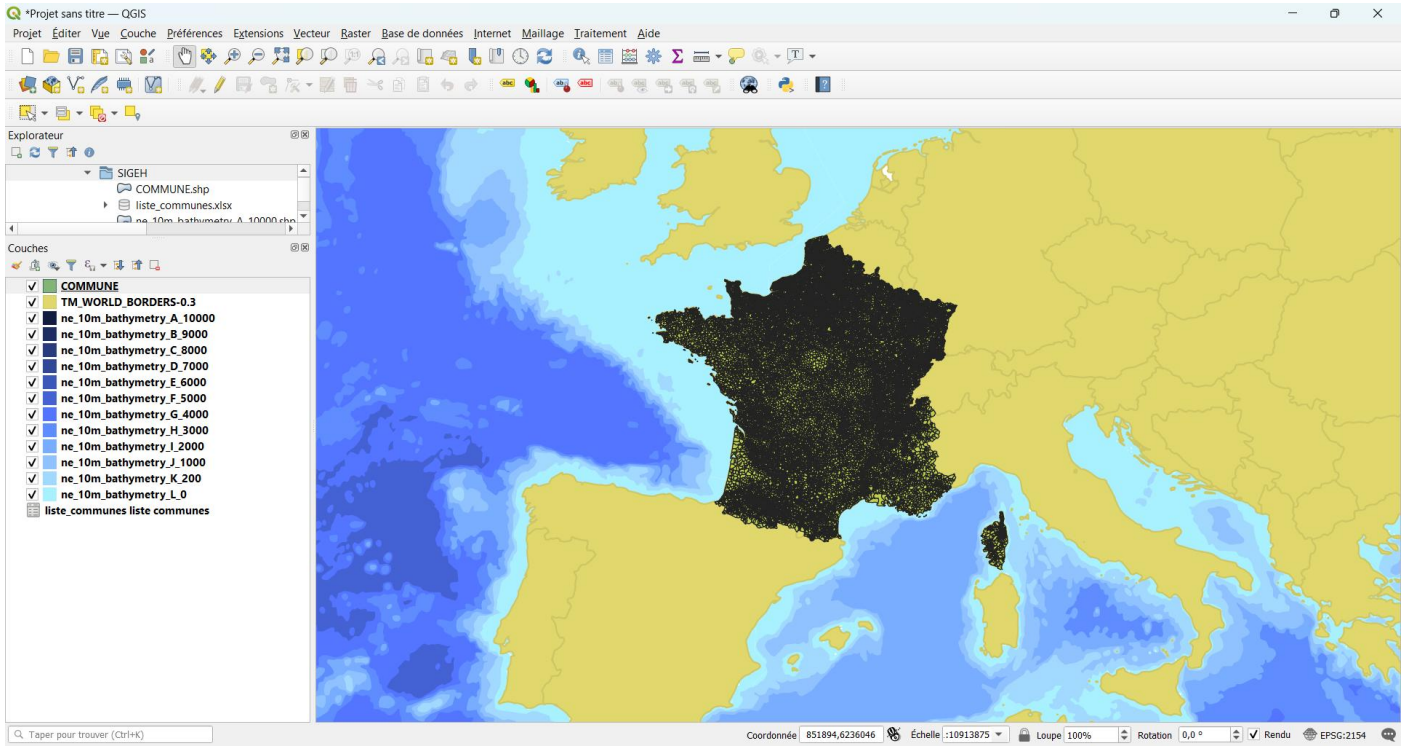 *Projet sans titre — QGIS
Projet Éditer Vue Couche Préférences Extensions Vecteur Raster Base de données Internet Maillage Traitement Aide
Explorateur
SIGEH
COMMUNE.shp
liste_communes.xlsx
ne_10m_bathymetry_A_10000.shp
Couches
COMMUNE
TM_WORLD_BORDERS-0.3
ne_10m_bathymetry_A_10000
ne_10m_bathymetry_B_9000
ne_10m_bathymetry_C_8000
ne_10m_bathymetry_D_7000
ne_10m_bathymetry_E_6000
ne_10m_bathymetry_F_5000
ne_10m_bathymetry_G_4000
ne_10m_bathymetry_H_3000
ne_10m_bathymetry_I_2000
ne_10m_bathymetry_J_1000
ne_10m_bathymetry_K_200
ne_10m_bathymetry_L_0
liste_communes liste communes
Taper pour trouver (Ctrl+K) Coordonnée 851894,6236046 Échelle :10913875 Loupe 100% Rotation 0,0 ° Rendu EPSG:2154